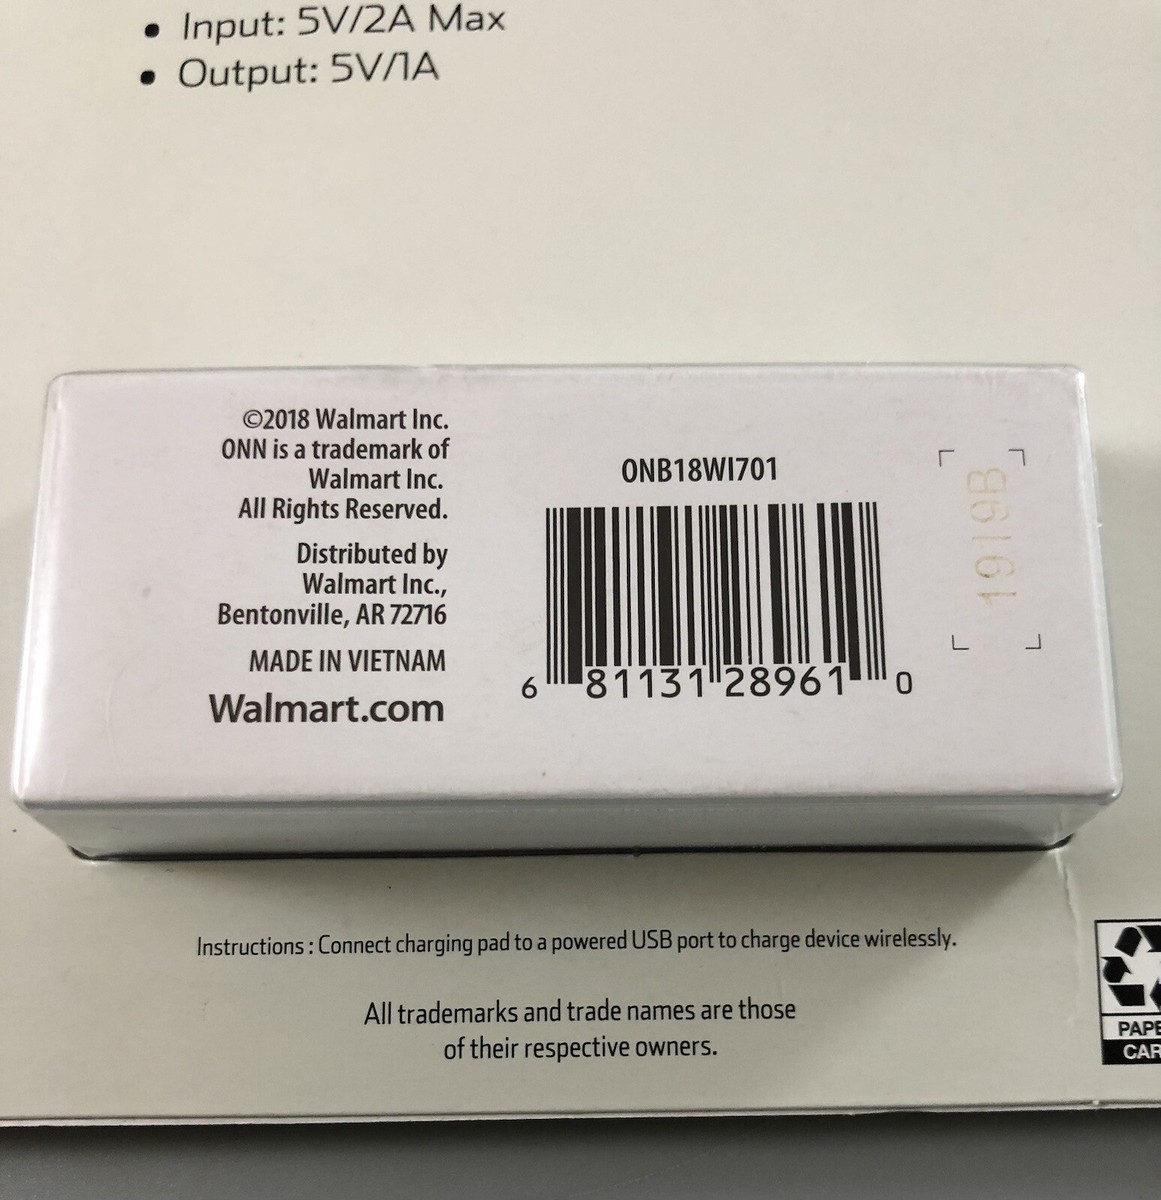 • Input: 5V/2A Max
• Output: 5V/1A
©2018 Walmart Inc.
ONN is a trademark of
Walmart Inc.
All Rights Reserved.
Distributed by
Walmart Inc.,
Bentonville, AR 72716
MADE IN VIETNAM
Walmart.com
ONB18WI701
6 81131 28961 0
1919B
Instructions : Connect charging pad to a powered USB port to charge device wirelessly.
All trademarks and trade names are those
of their respective owners.
PAPE
CAR